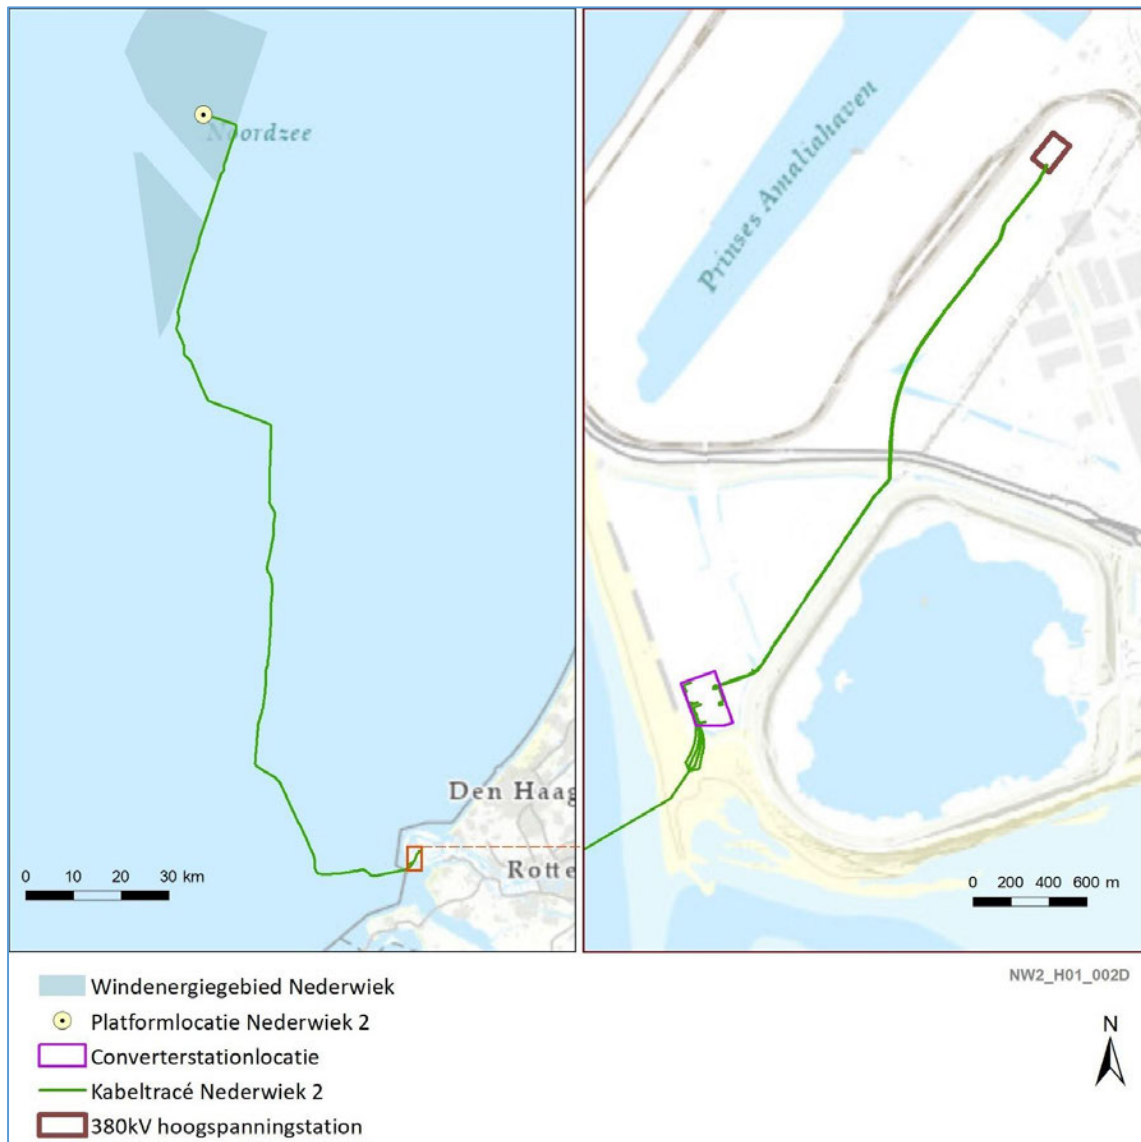 Noordzee
Prinses Amaliahaven
Den Haag
Rotte
0 10 20 30 km
0 200 400 600 m
NW2_H01_002D
Windenergiegebied Nederwiek
Platformlocatie Nederwiek 2
Converterstationlocatie
Kabeltracé Nederwiek 2
380kV hoogspanningstation
N